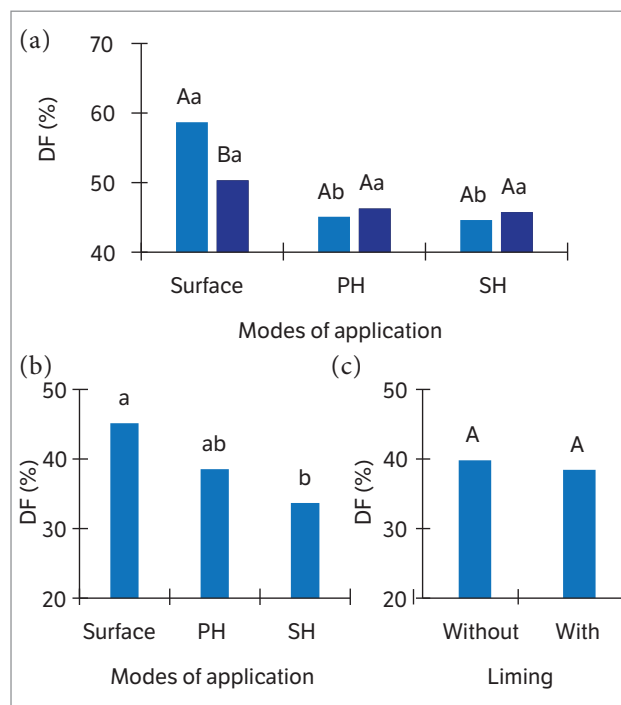 (a)
70
60
50
40
DF (%)
Aa
Ba
Ab
Aa
Ab
Aa
Surface PH SH
Modes of application
(b)
50
40
30
20
DF (%)
a
ab
b
Surface PH SH
Modes of application
(c)
50
40
30
20
DF (%)
A
A
Without With
Liming